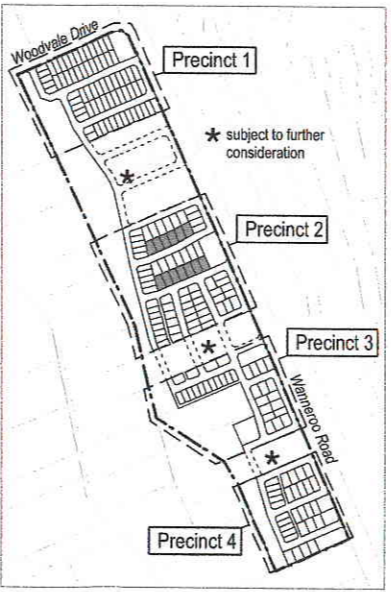 Woodvale Drive
Precinct 1
* subject to further
consideration
*
Precinct 2
Precinct 3
*
Wanneroo Road
*
Precinct 4